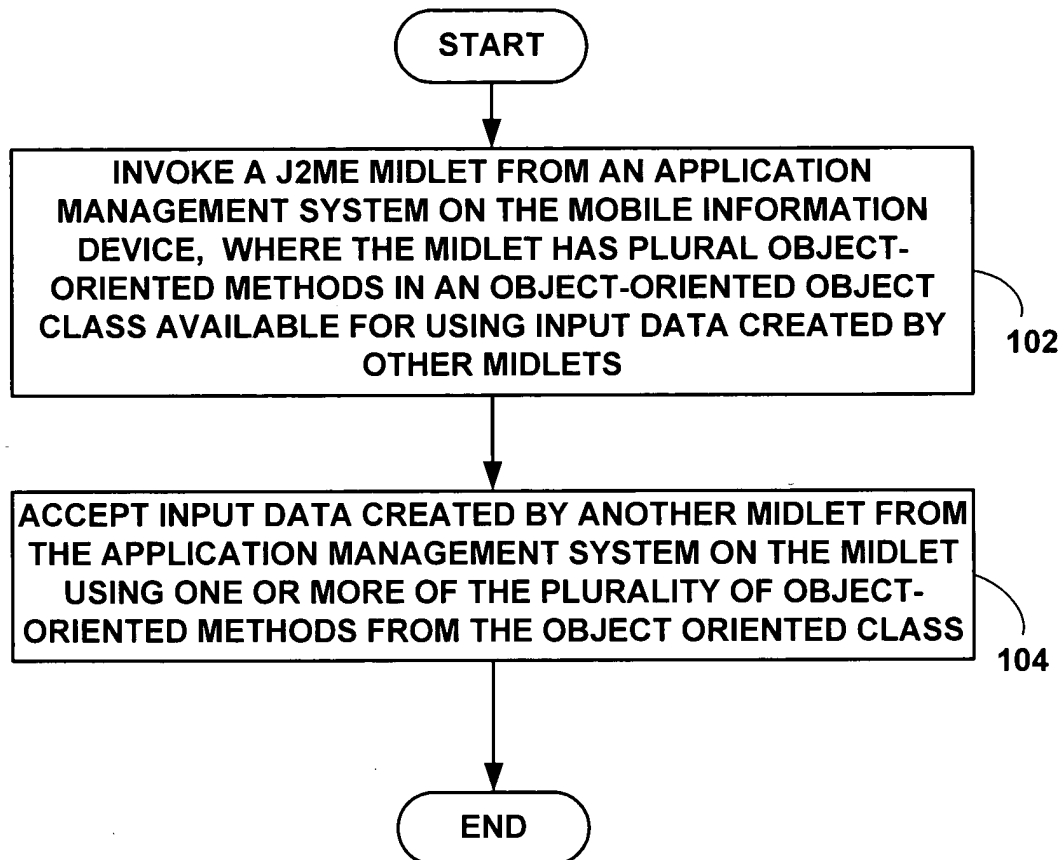 START
INVOKE A J2ME MIDLET FROM AN APPLICATION
MANAGEMENT SYSTEM ON THE MOBILE INFORMATION
DEVICE, WHERE THE MIDLET HAS PLURAL OBJECT-
ORIENTED METHODS IN AN OBJECT-ORIENTED OBJECT
CLASS AVAILABLE FOR USING INPUT DATA CREATED BY
OTHER MIDLETS
102
ACCEPT INPUT DATA CREATED BY ANOTHER MIDLET FROM
THE APPLICATION MANAGEMENT SYSTEM ON THE MIDLET
USING ONE OR MORE OF THE PLURALITY OF OBJECT-
ORIENTED METHODS FROM THE OBJECT ORIENTED CLASS
104
END